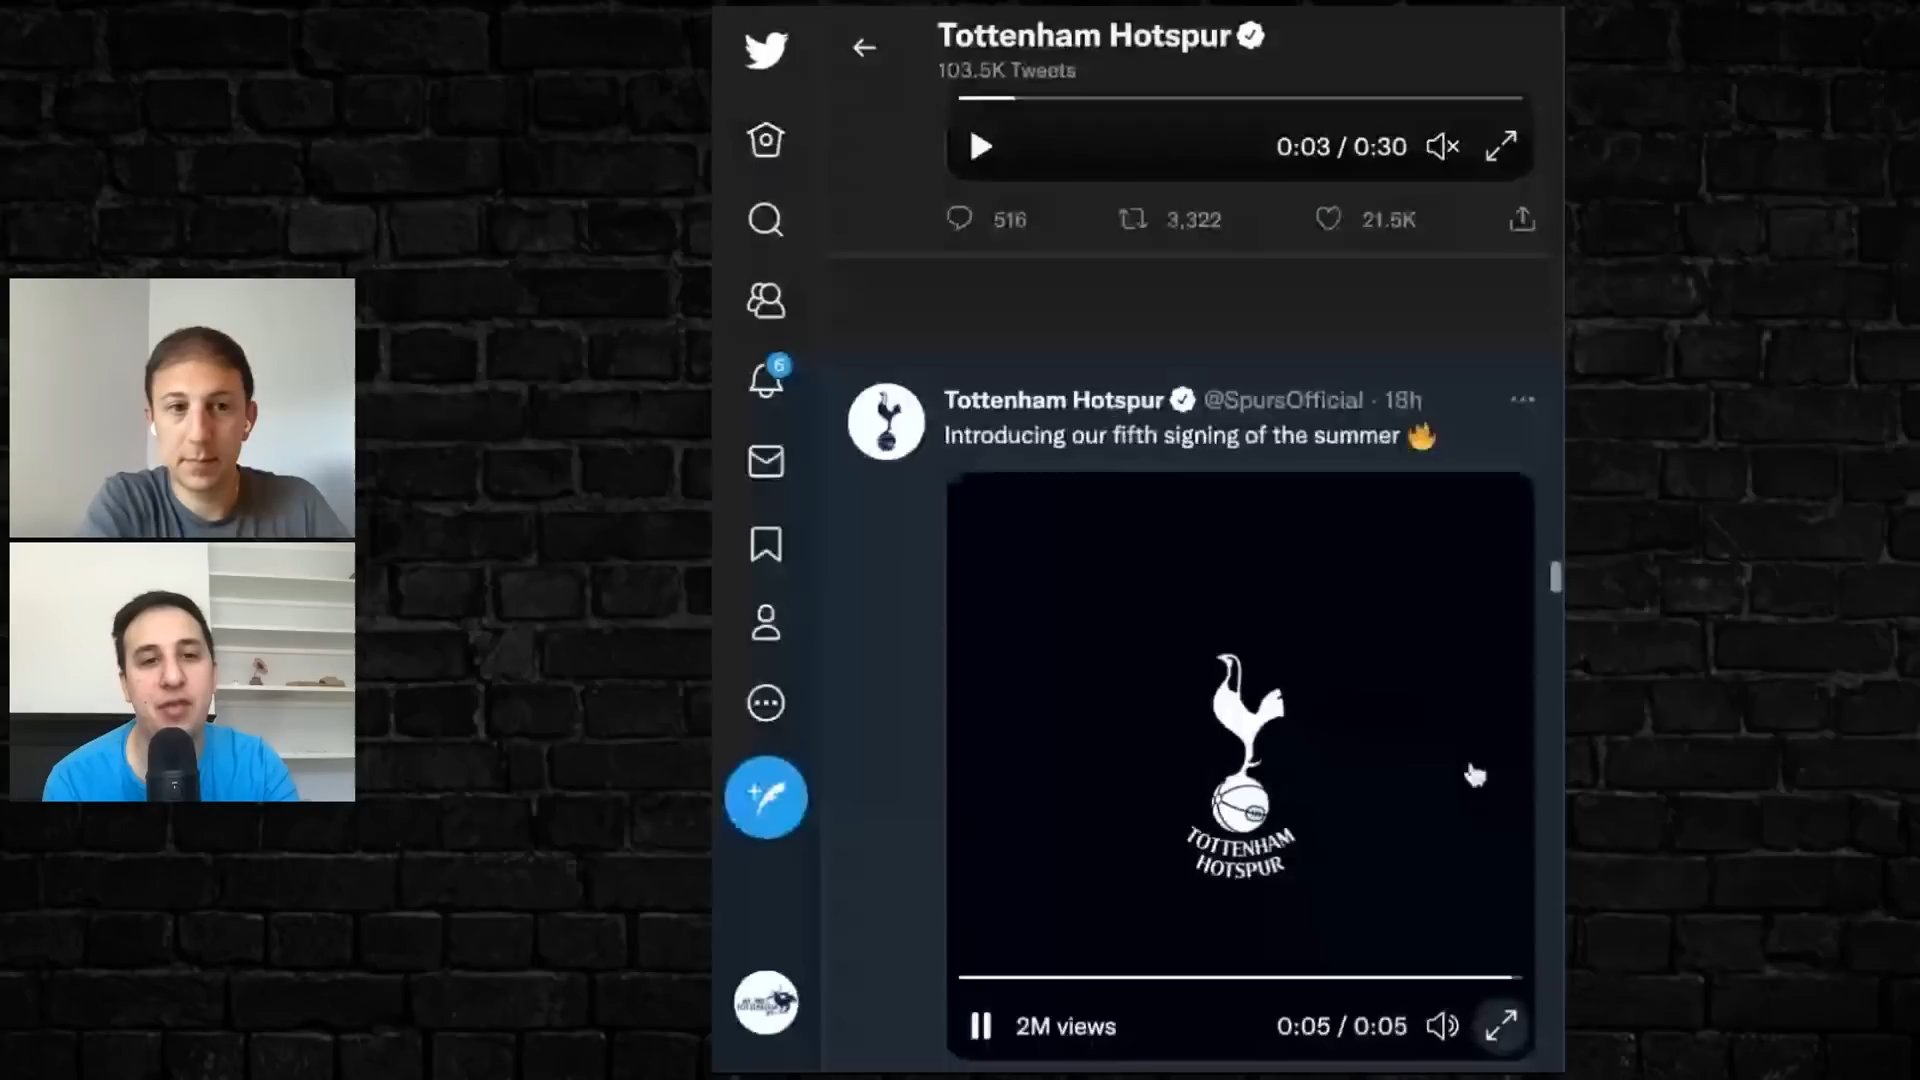 Tottenham Hotspur
103.5K Tweets
0:03 / 0:30
516
3,322
21.5K
6
Tottenham Hotspur @SpursOfficial · 18h
Introducing our fifth signing of the summer 🔥
TOTTENHAM
HOTSPUR
2M views
0:05 / 0:05